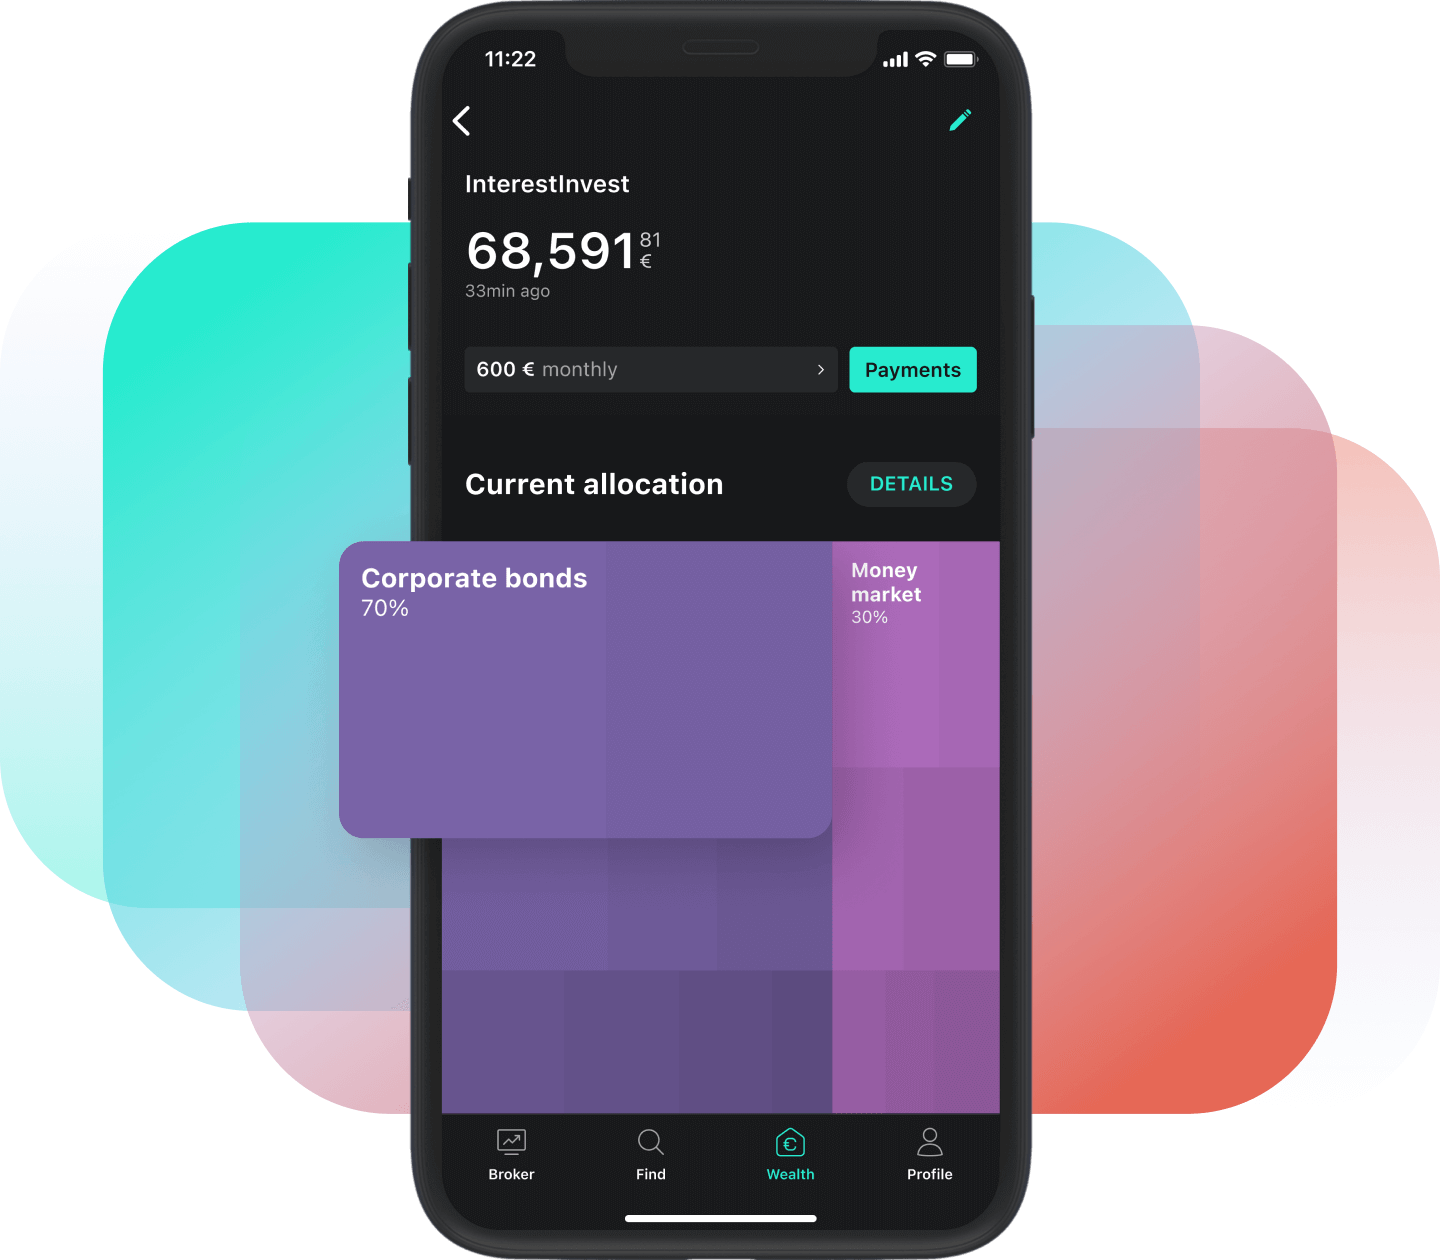 11:22
InterestInvest
68,591 81 €
33min ago
600 € monthly
Payments
Current allocation
DETAILS
Corporate bonds
70%
Money
market
30%
Broker
Find
Wealth
Profile